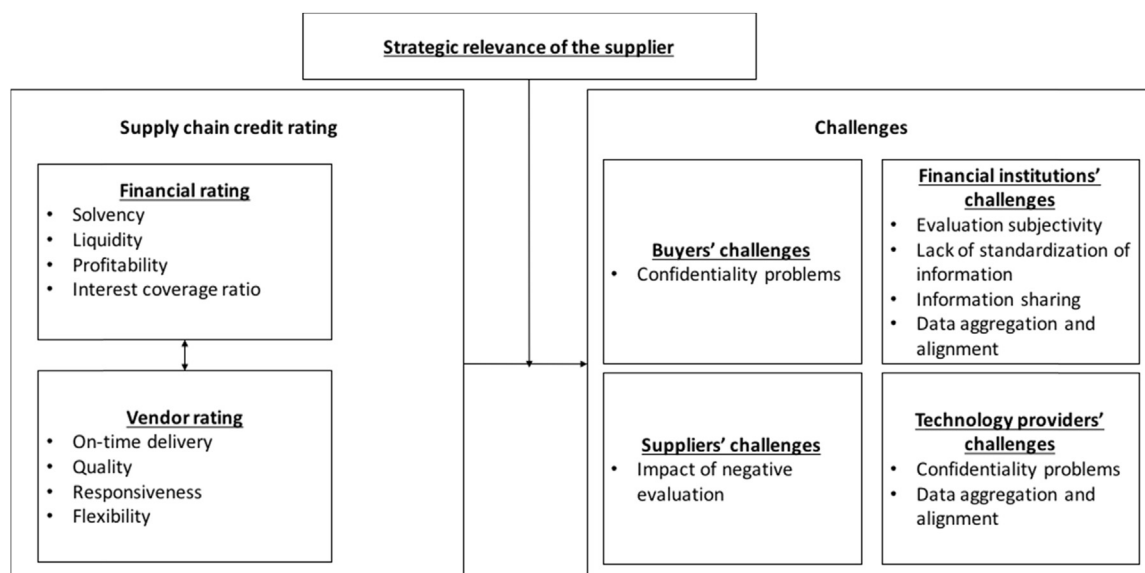 Strategic relevance of the supplier
Supply chain credit rating
Financial rating
• Solvency
• Liquidity
• Profitability
• Interest coverage ratio
Vendor rating
• On-time delivery
• Quality
• Responsiveness
• Flexibility
Challenges
Buyers’ challenges
• Confidentiality problems
Financial institutions’
challenges
• Evaluation subjectivity
• Lack of standardization of
information
• Information sharing
• Data aggregation and
alignment
Suppliers’ challenges
• Impact of negative
evaluation
Technology providers’
challenges
• Confidentiality problems
• Data aggregation and
alignment